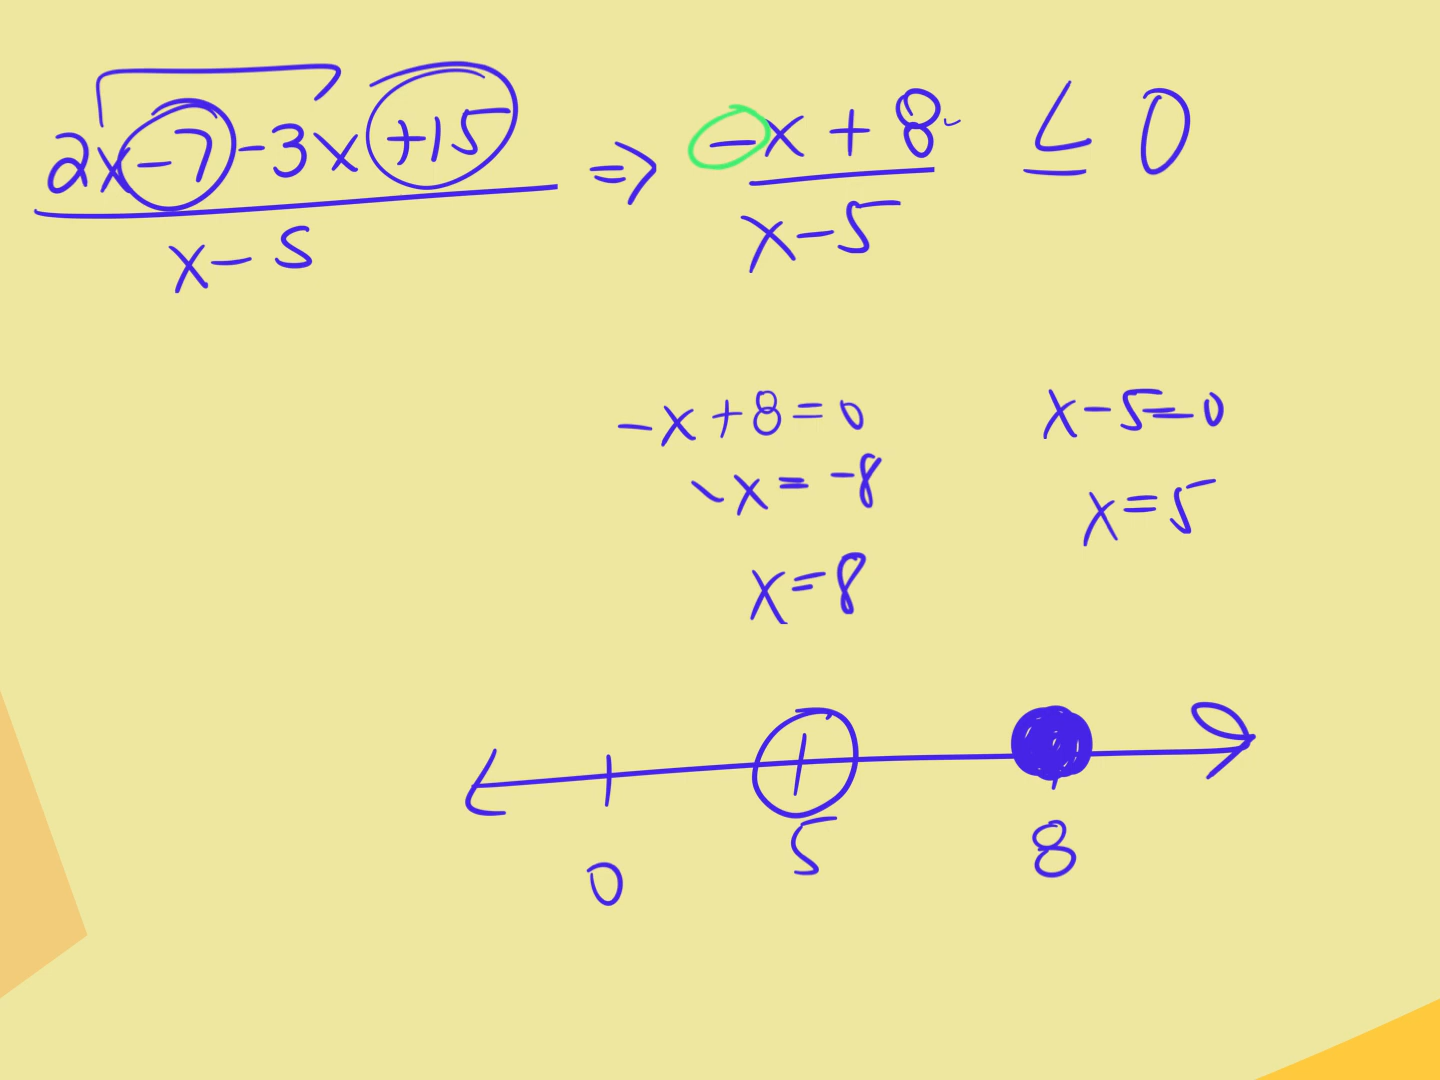 2x-7-3x+15 => -x+8 ≤ 0
x-5 x-5
-x+8=0 x-5=0
-x=-8 x=5
x=8
0 5 8